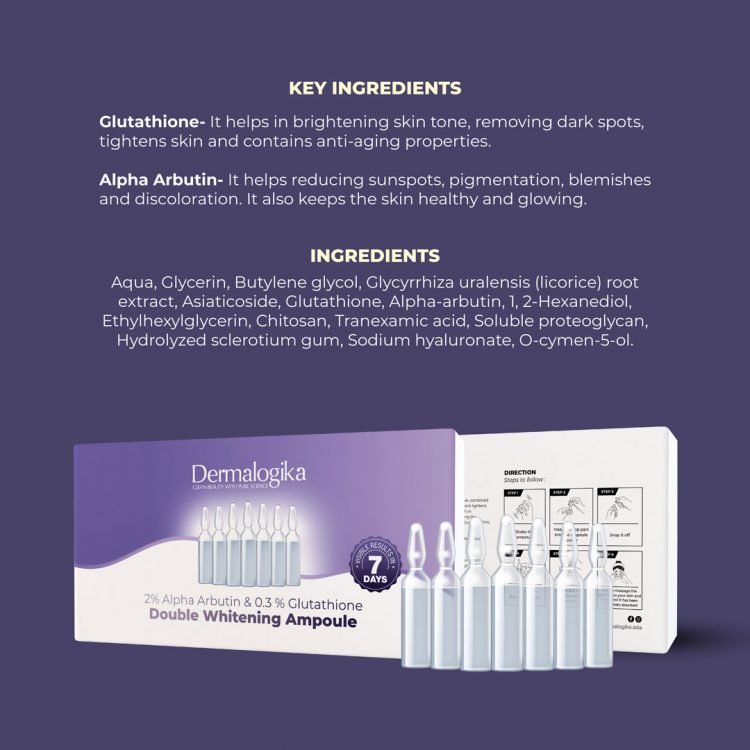 KEY INGREDIENTS
Glutathione- It helps in brightening skin tone, removing dark spots,
tightens skin and contains anti-aging properties.
Alpha Arbutin- It helps reducing sunspots, pigmentation, blemishes
and discoloration. It also keeps the skin healthy and glowing.
INGREDIENTS
Aqua, Glycerin, Butylene glycol, Glycyrrhiza uralensis (licorice) root
extract, Asiaticoside, Glutathione, Alpha-arbutin, 1, 2-Hexanediol,
Ethylhexylglycerin, Chitosan, Tranexamic acid, Soluble proteoglycan,
Hydrolyzed sclerotium gum, Sodium hyaluronate, O-cymen-5-ol.
Dermalogika
CLEAN BEAUTY WITH PURE SCIENCE
VISIBLE RESULTS IN
7
DAYS
2% Alpha Arbutin & 0.3 % Glutathione
Double Whitening Ampoule
DIRECTION
Steps to follow :
STEP 1
STEP 2
STEP 3
Snap it off